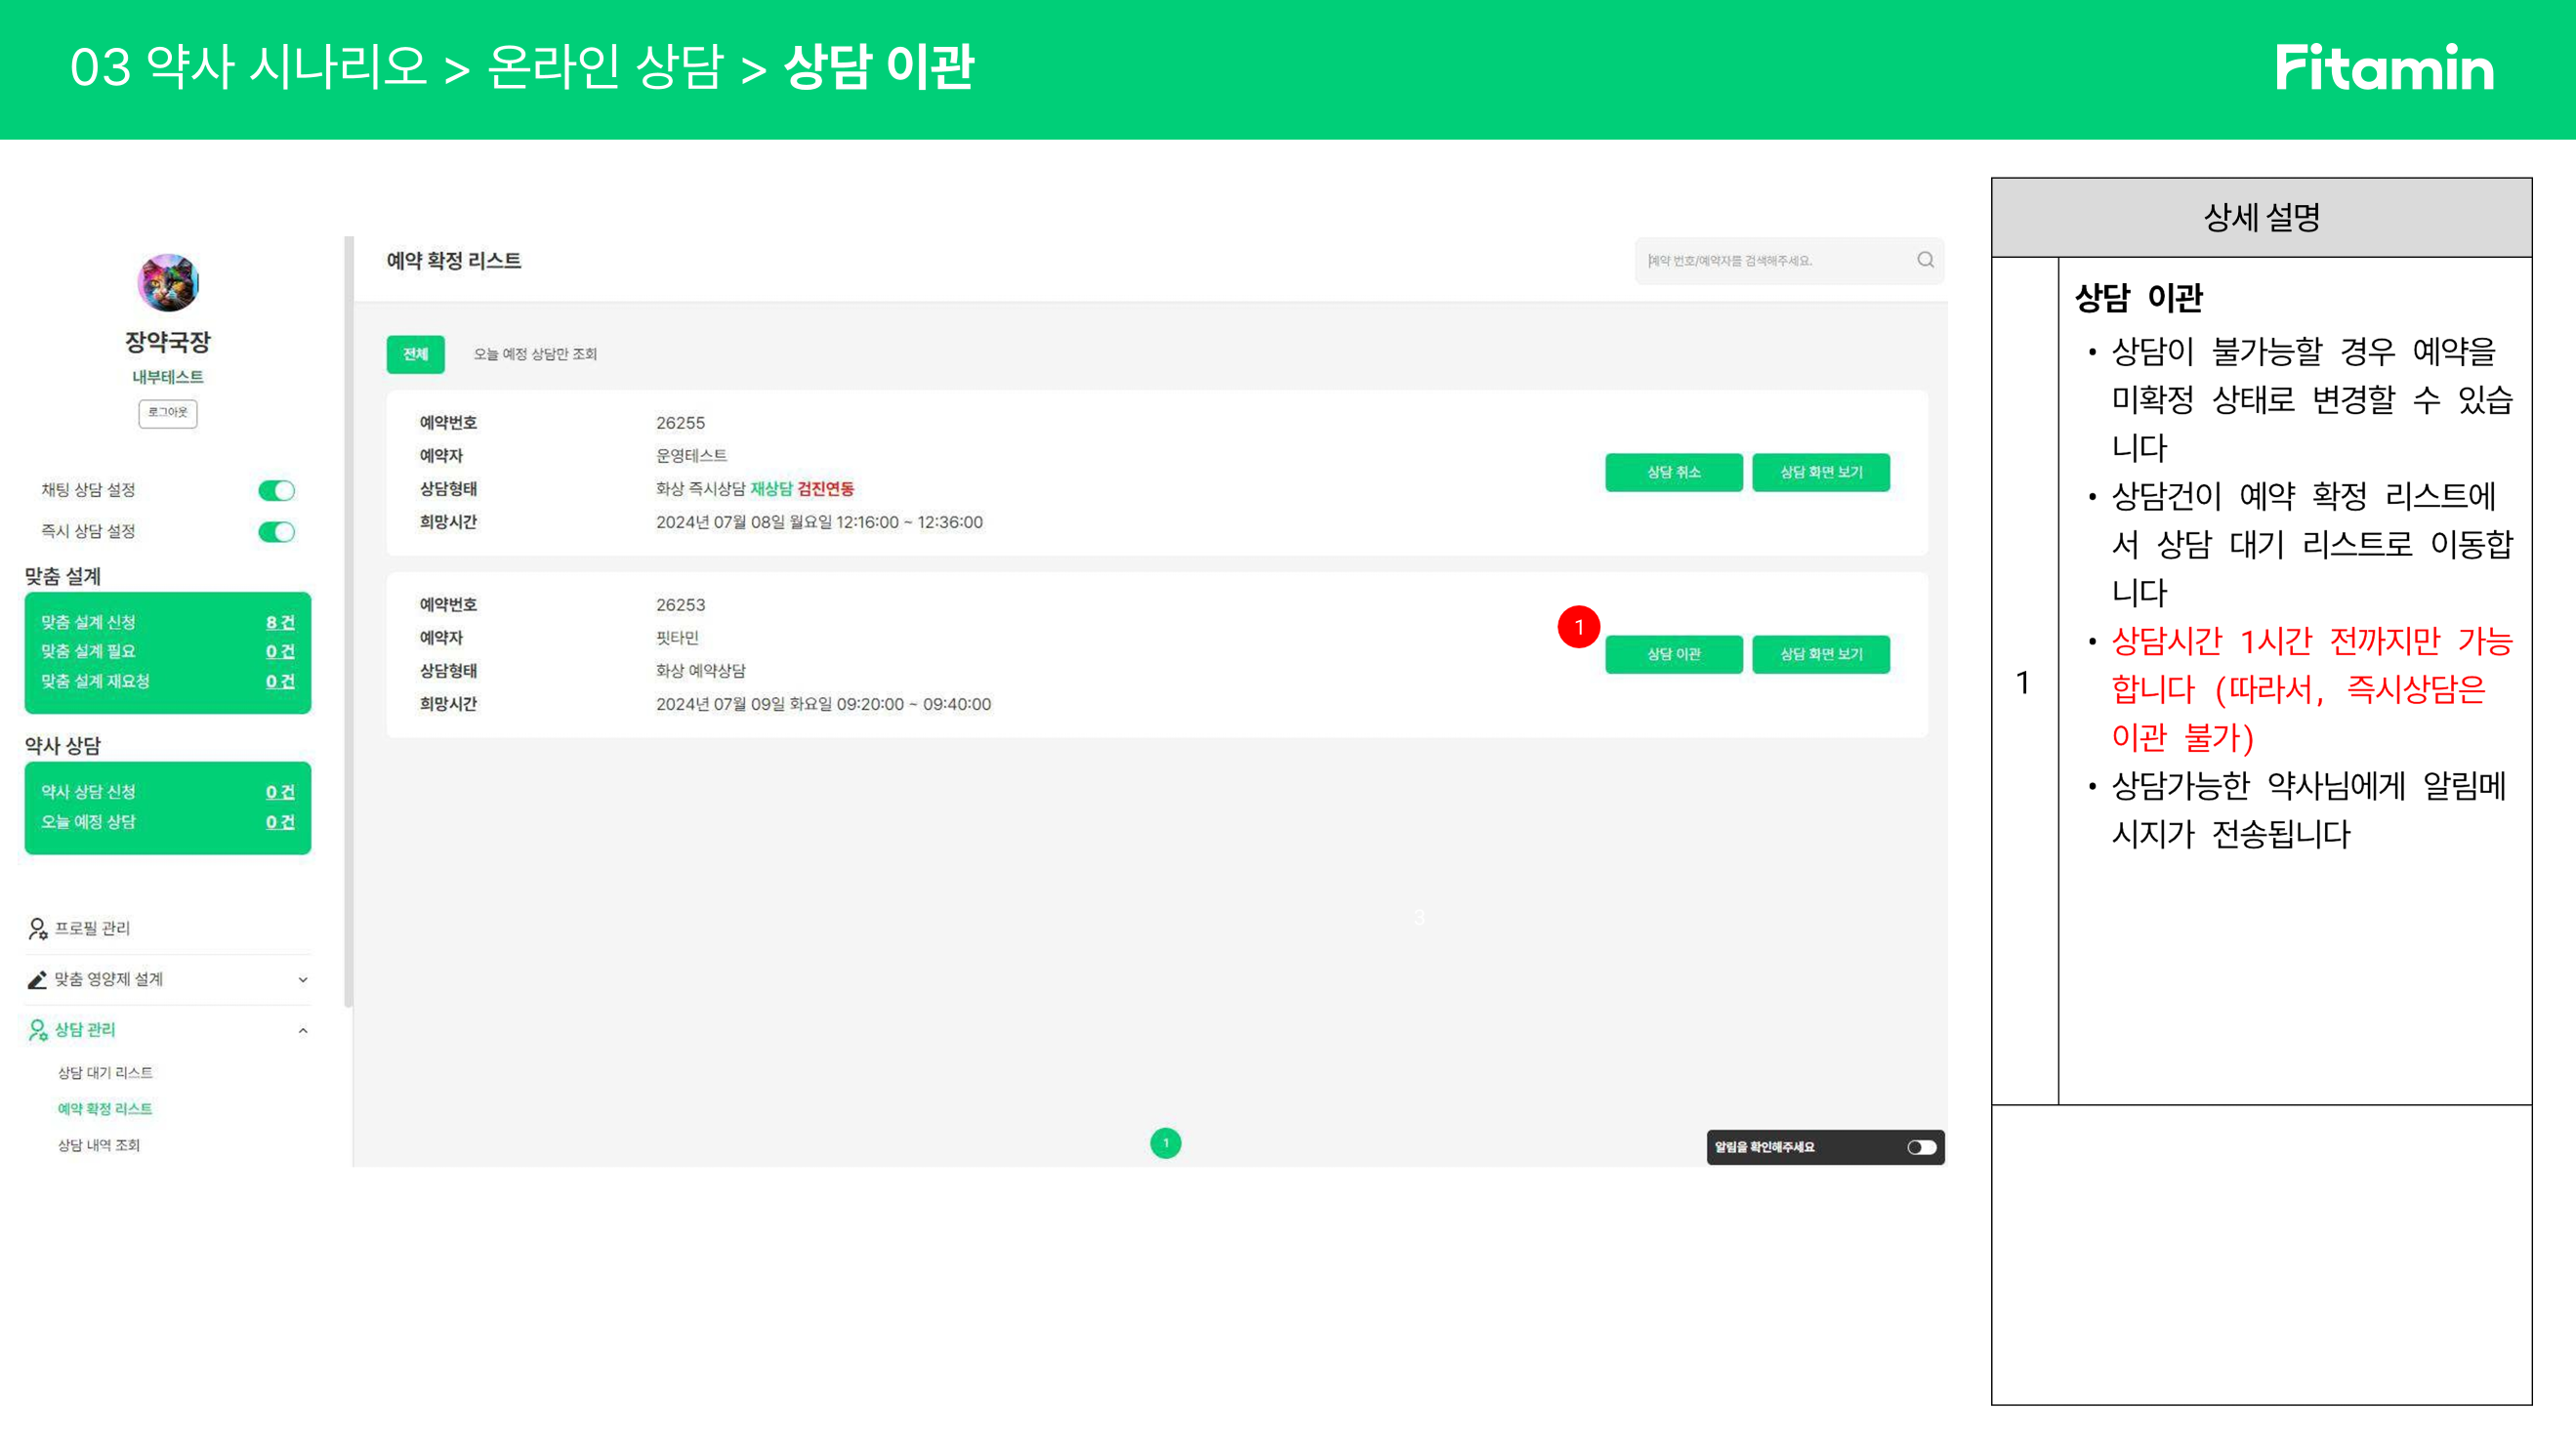 03 약사 시나리오 > 온라인 상담 > 상담 이관
Fitamin
장약국장
내부테스트
로그아웃
채팅 상담 설정
즉시 상담 설정
맞춤 설계
맞춤 설계 신청 8 건
맞춤 설계 필요 0 건
맞춤 설계 재요청 0 건
약사 상담
약사 상담 신청 0 건
오늘 예정 상담 0 건
프로필 관리
맞춤 영양제 설계
상담 관리
상담 대기 리스트
예약 확정 리스트
상담 내역 조회
예약 확정 리스트
예약 번호/예약자를 검색해주세요.
전체 오늘 예정 상담만 조회
예약번호 26255
예약자 운영테스트
상담형태 화상 즉시상담 재상담 검진연동
희망시간 2024년 07월 08일 월요일 12:16:00 ~ 12:36:00
상담 취소 상담 화면 보기
예약번호 26253
예약자 핏타민
상담형태 화상 예약상담
희망시간 2024년 07월 09일 화요일 09:20:00 ~ 09:40:00
1
상담 이관 상담 화면 보기
3
1
알림을 확인해주세요
상세 설명
1
상담 이관
• 상담이 불가능할 경우 예약을
미확정 상태로 변경할 수 있습
니다
• 상담건이 예약 확정 리스트에
서 상담 대기 리스트로 이동합
니다
• 상담시간 1시간 전까지만 가능
합니다 (따라서, 즉시상담은
이관 불가)
• 상담가능한 약사님에게 알림메
시지가 전송됩니다